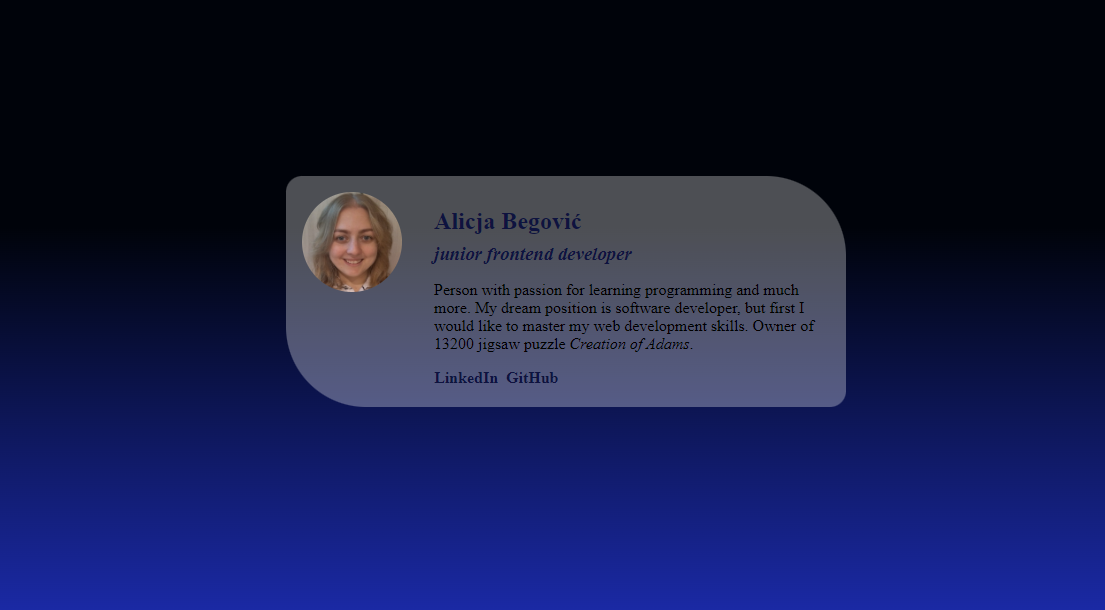 Alicja Begović
junior frontend developer
Person with passion for learning programming and much
more. My dream position is software developer, but first I
would like to master my web development skills. Owner of
13200 jigsaw puzzle Creation of Adams.
LinkedIn GitHub